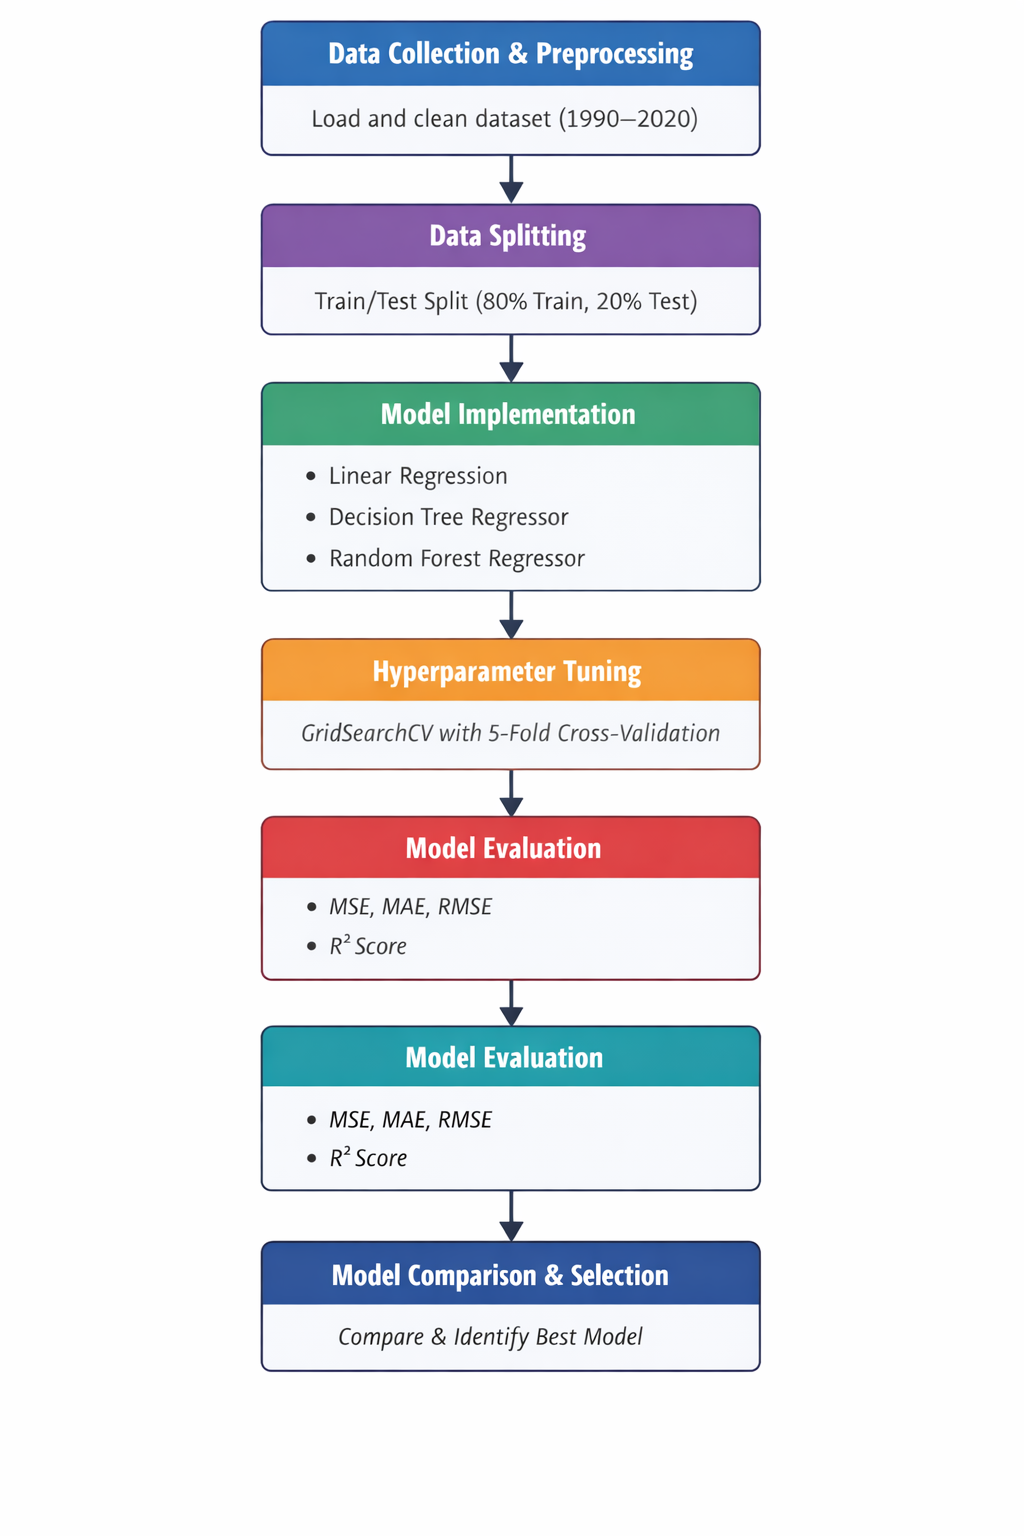 Data Collection & Preprocessing
Load and clean dataset (1990–2020)
Data Splitting
Train/Test Split (80% Train, 20% Test)
Model Implementation
• Linear Regression
• Decision Tree Regressor
• Random Forest Regressor
Hyperparameter Tuning
GridSearchCV with 5-Fold Cross-Validation
Model Evaluation
• MSE, MAE, RMSE
• R² Score
Model Evaluation
• MSE, MAE, RMSE
• R² Score
Model Comparison & Selection
Compare & Identify Best Model